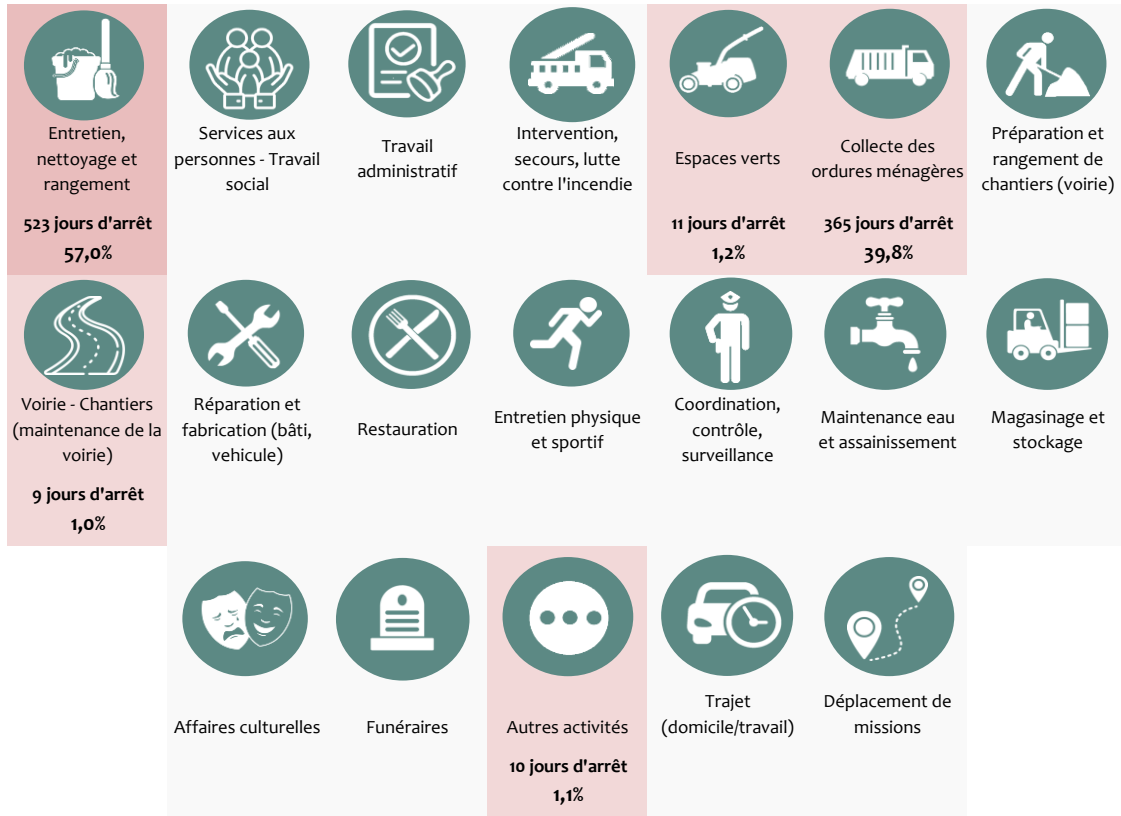 Entretien,
nettoyage et
rangement
523 jours d'arrêt
57,0%
Services aux
personnes - Travail
social
Travail
administratif
Intervention,
secours, lutte
contre l'incendie
Espaces verts
11 jours d'arrêt
1,2%
Collecte des
ordures ménagères
365 jours d'arrêt
39,8%
Préparation et
rangement de
chantiers (voirie)
Voirie - Chantiers
(maintenance de la
voirie)
9 jours d'arrêt
1,0%
Réparation et
fabrication (bâti,
vehicule)
Restauration
Entretien physique
et sportif
Coordination,
contrôle,
surveillance
Maintenance eau
et assainissement
Magasinage et
stockage
Affaires culturelles
Funéraires
Autres activités
10 jours d'arrêt
1,1%
Trajet
(domicile/travail)
Déplacement de
missions